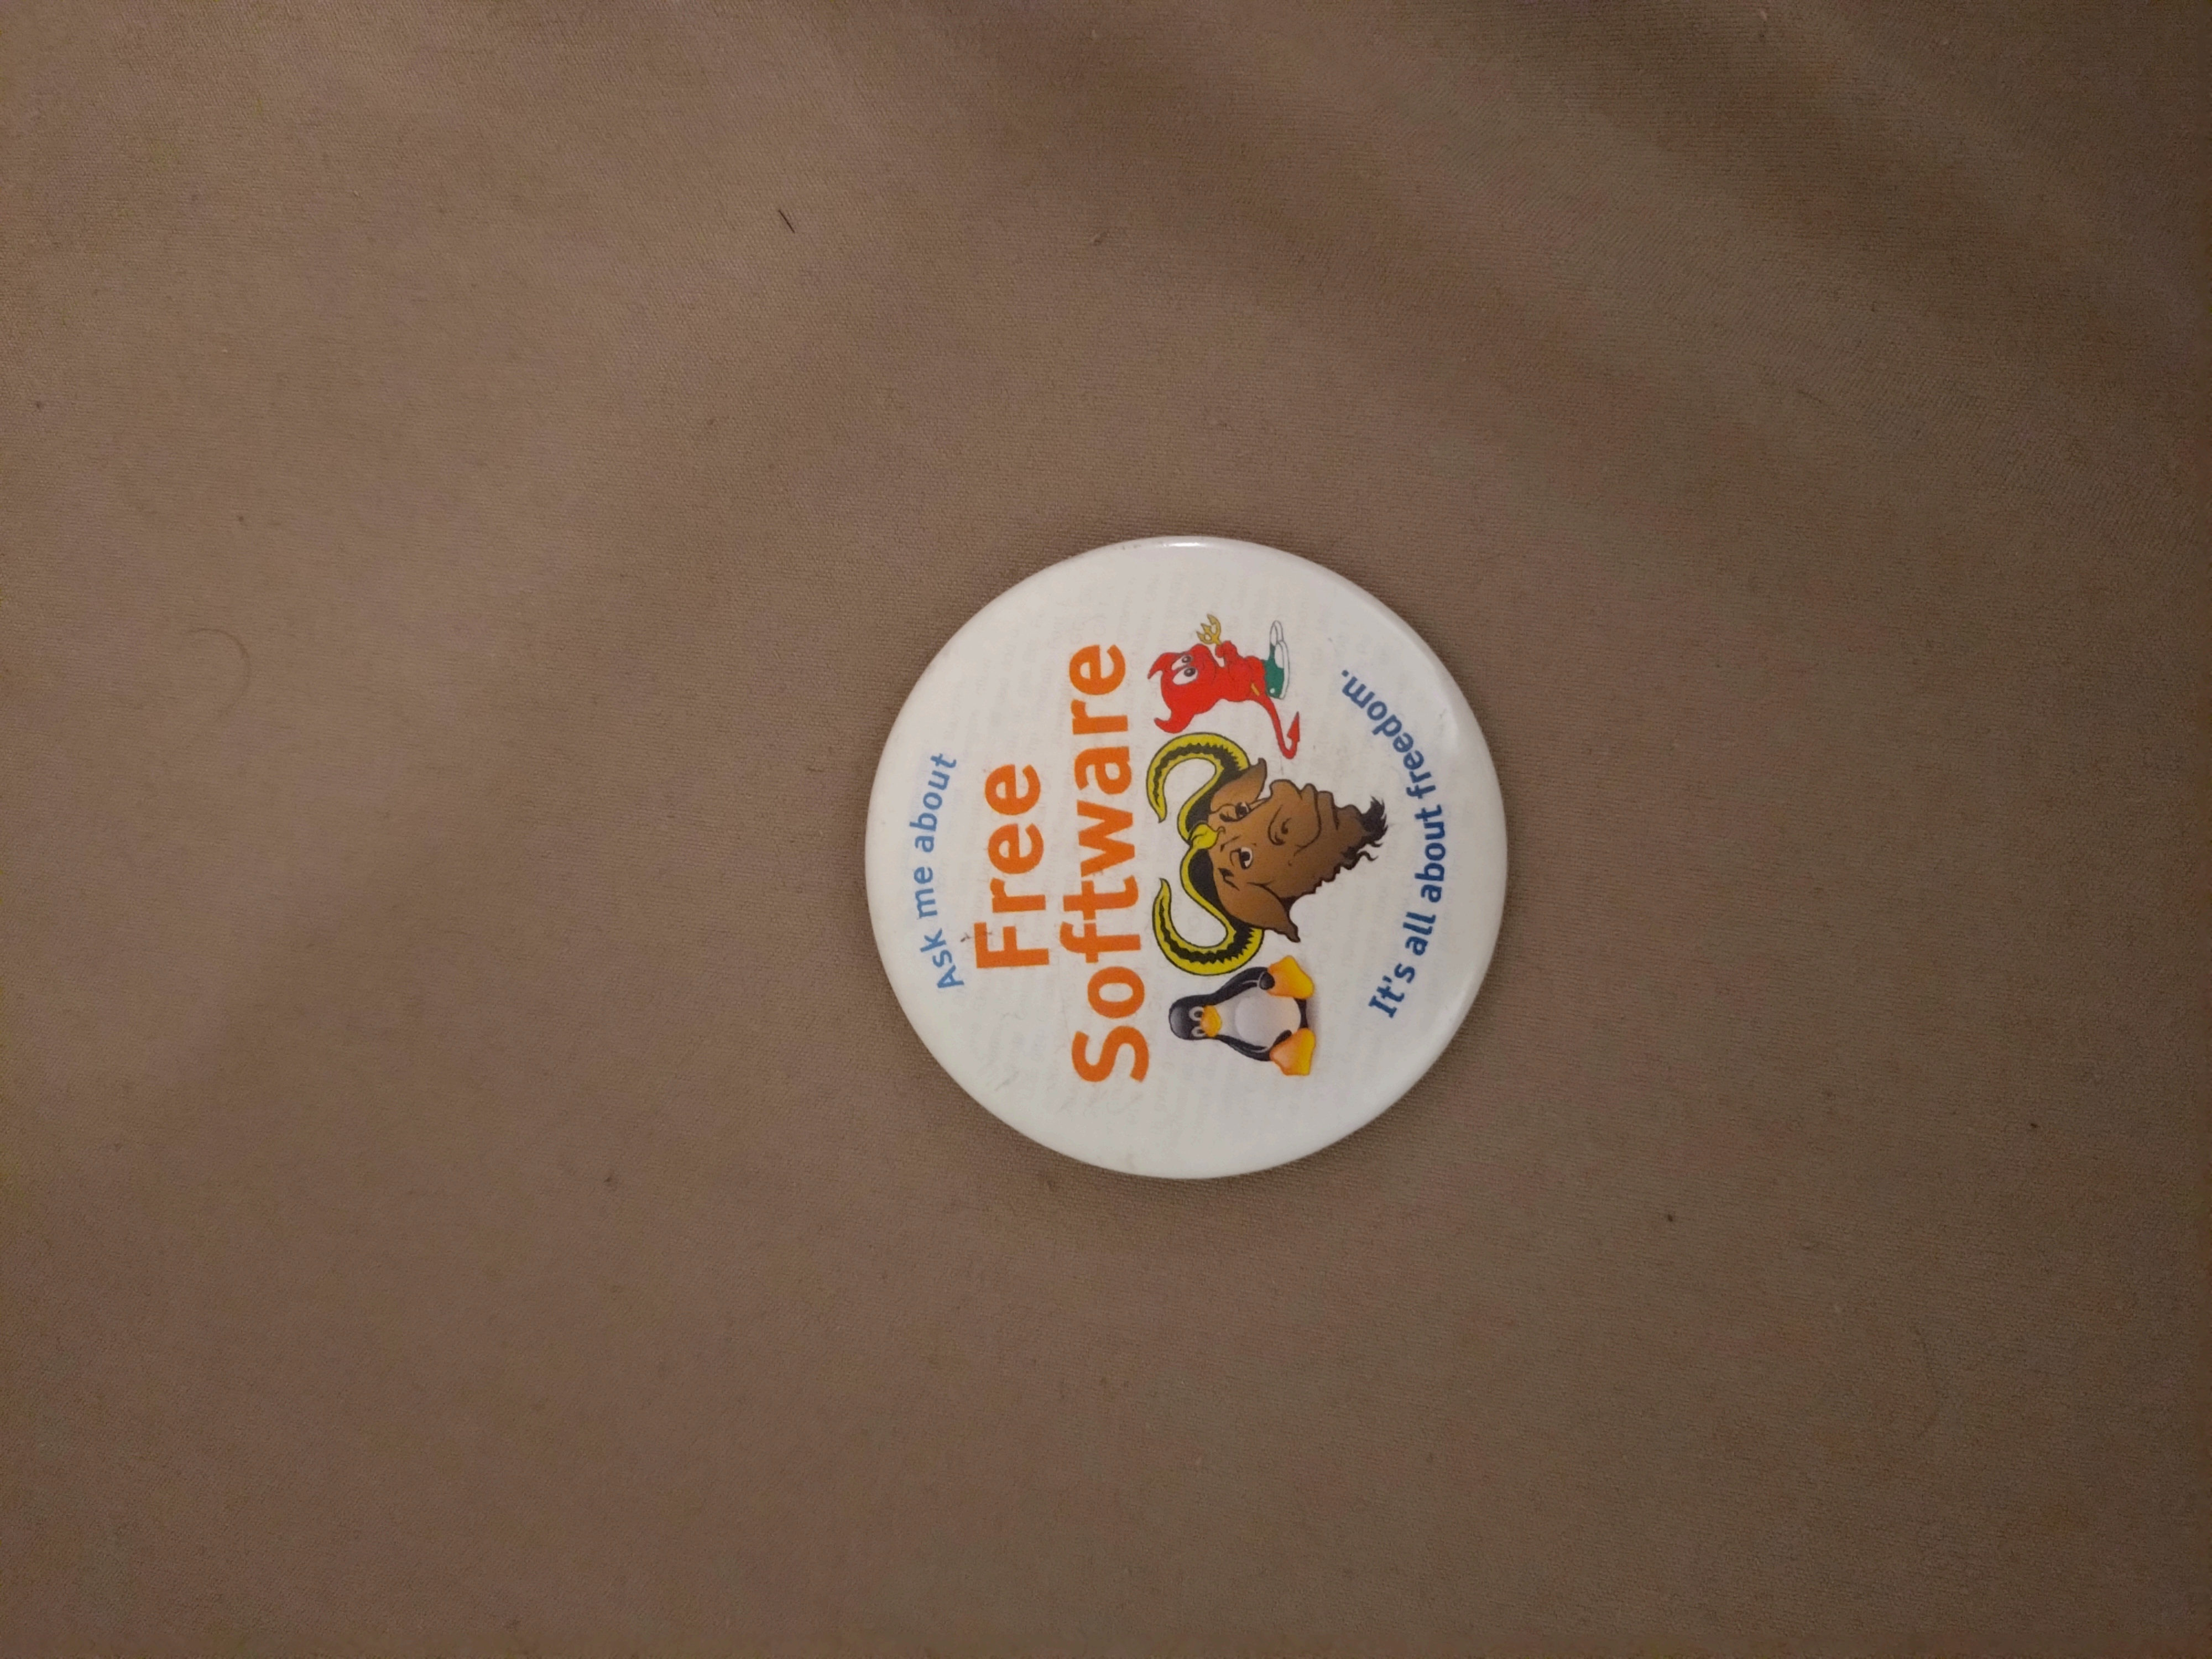 Ask me about
Free
Software
It's all about freedom.